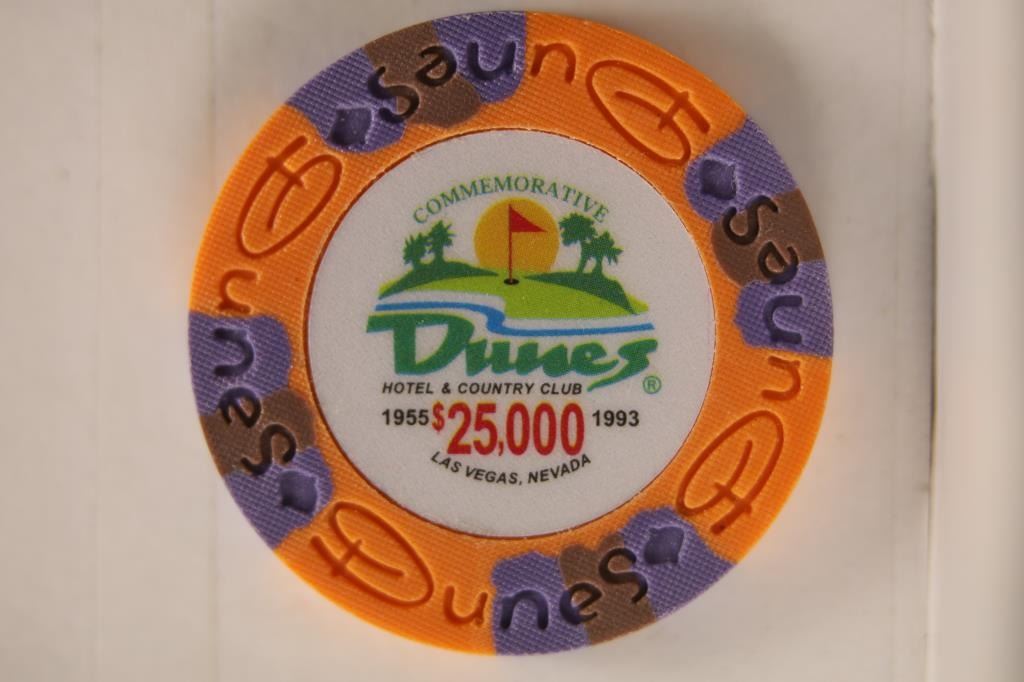 COMMEMORATIVE
Dunes®
HOTEL & COUNTRY CLUB
1955 $25,000 1993
LAS VEGAS, NEVADA
Dunes
Dunes
Dunes
Dunes